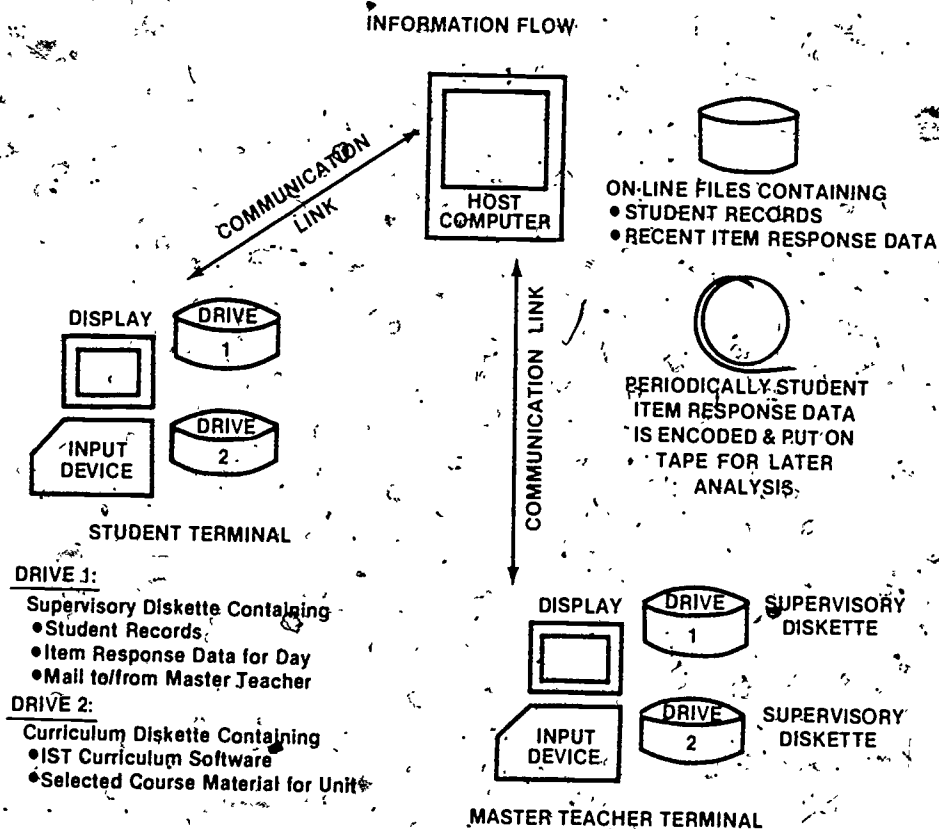 INFORMATION FLOW
HOST
COMPUTER
COMMUNICATION
LINK
ON-LINE FILES CONTAINING
• STUDENT RECORDS
• RECENT ITEM RESPONSE DATA
PERIODICALLY STUDENT
ITEM RESPONSE DATA
IS ENCODED & PUT ON
TAPE FOR LATER
ANALYSIS
COMMUNICATION LINK
DISPLAY
DRIVE
1
INPUT
DEVICE
DRIVE
2
STUDENT TERMINAL
DRIVE 1:
Supervisory Diskette Containing
• Student Records
• Item Response Data for Day
• Mail to/from Master Teacher
DRIVE 2:
Curriculum Diskette Containing
• IST Curriculum Software
• Selected Course Material for Unit
DISPLAY
DRIVE
1
SUPERVISORY
DISKETTE
INPUT
DEVICE
DRIVE
2
SUPERVISORY
DISKETTE
MASTER TEACHER TERMINAL